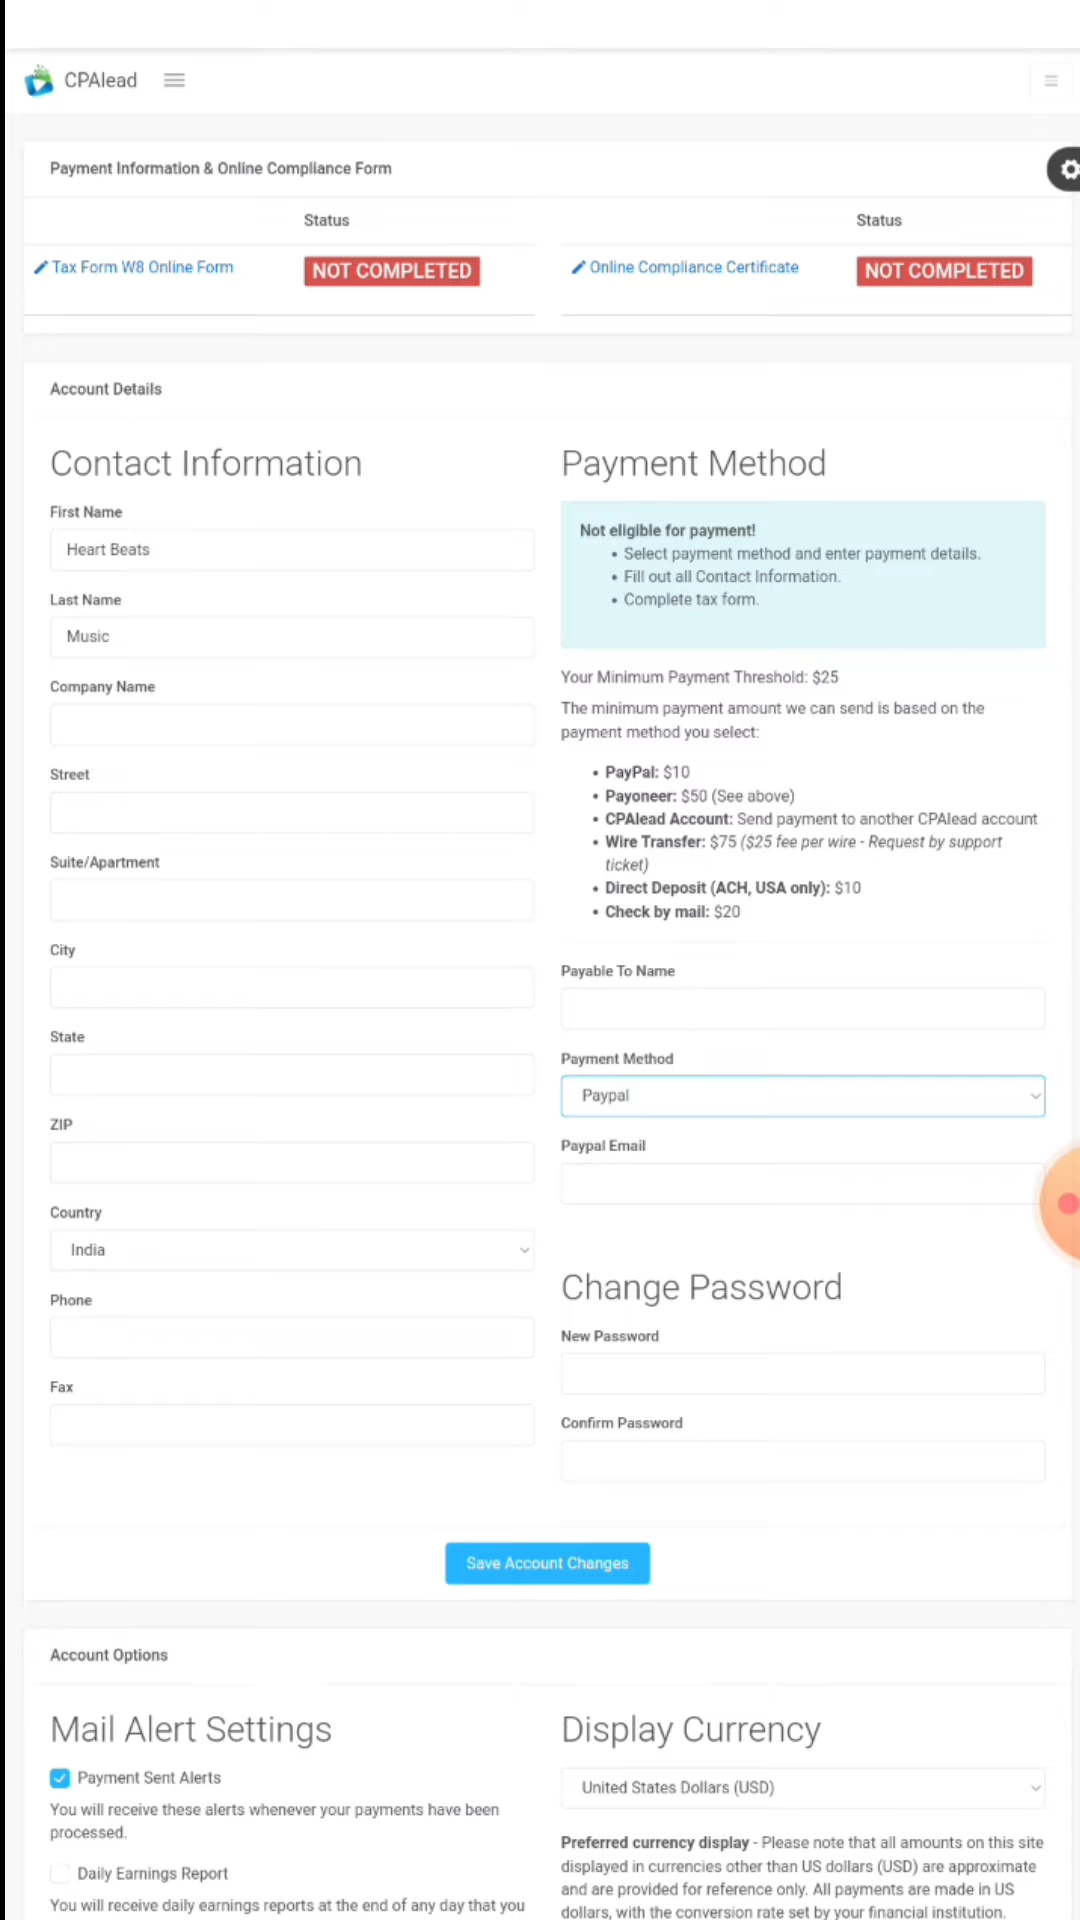 CPAlead
Payment Information & Online Compliance Form
Status
Status
Tax Form W8 Online Form
NOT COMPLETED
Online Compliance Certificate
NOT COMPLETED
Account Details
Contact Information
First Name
Heart Beats
Last Name
Music
Company Name
Street
Suite/Apartment
City
State
ZIP
Country
India
Phone
Fax
Payment Method
Not eligible for payment!
• Select payment method and enter payment details.
• Fill out all Contact Information.
• Complete tax form.
Your Minimum Payment Threshold: $25
The minimum payment amount we can send is based on the
payment method you select:
• PayPal: $10
• Payoneer: $50 (See above)
• CPAlead Account: Send payment to another CPAlead account
• Wire Transfer: $75 ($25 fee per wire - Request by support
ticket)
• Direct Deposit (ACH, USA only): $10
• Check by mail: $20
Payable To Name
Payment Method
Paypal
Paypal Email
Change Password
New Password
Confirm Password
Save Account Changes
Account Options
Mail Alert Settings
Payment Sent Alerts
You will receive these alerts whenever your payments have been
processed.
Daily Earnings Report
You will receive daily earnings reports at the end of any day that you
Display Currency
United States Dollars (USD)
Preferred currency display - Please note that all amounts on this site
displayed in currencies other than US dollars (USD) are approximate
and are provided for reference only. All payments are made in US
dollars, with the conversion rate set by your financial institution.